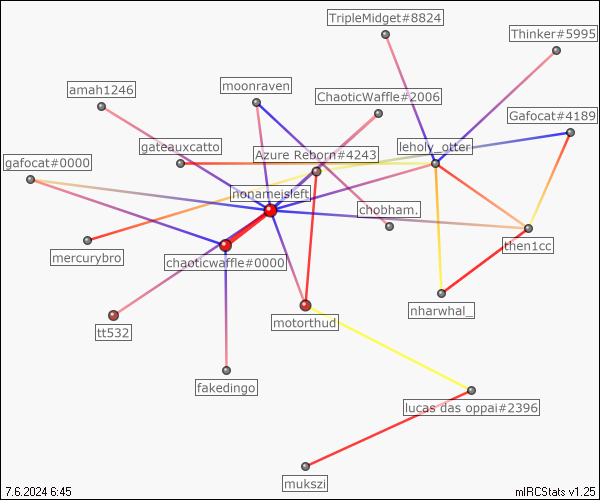 TripleMidget#8824
Thinker#5995
amah1246
moonraven
ChaoticWaffle#2006
Gafocat#4189
gateauxcatto
leholy_otter
Azure Reborn#4243
gafocat#0000
nonameisleft
chobham.
mercurybro
then1cc
chaoticwaffle#0000
nharwhal_
motorthud
tt532
fakedingo
lucas das oppai#2396
mukszi
7.6.2024 6:45
mIRCStats v1.25